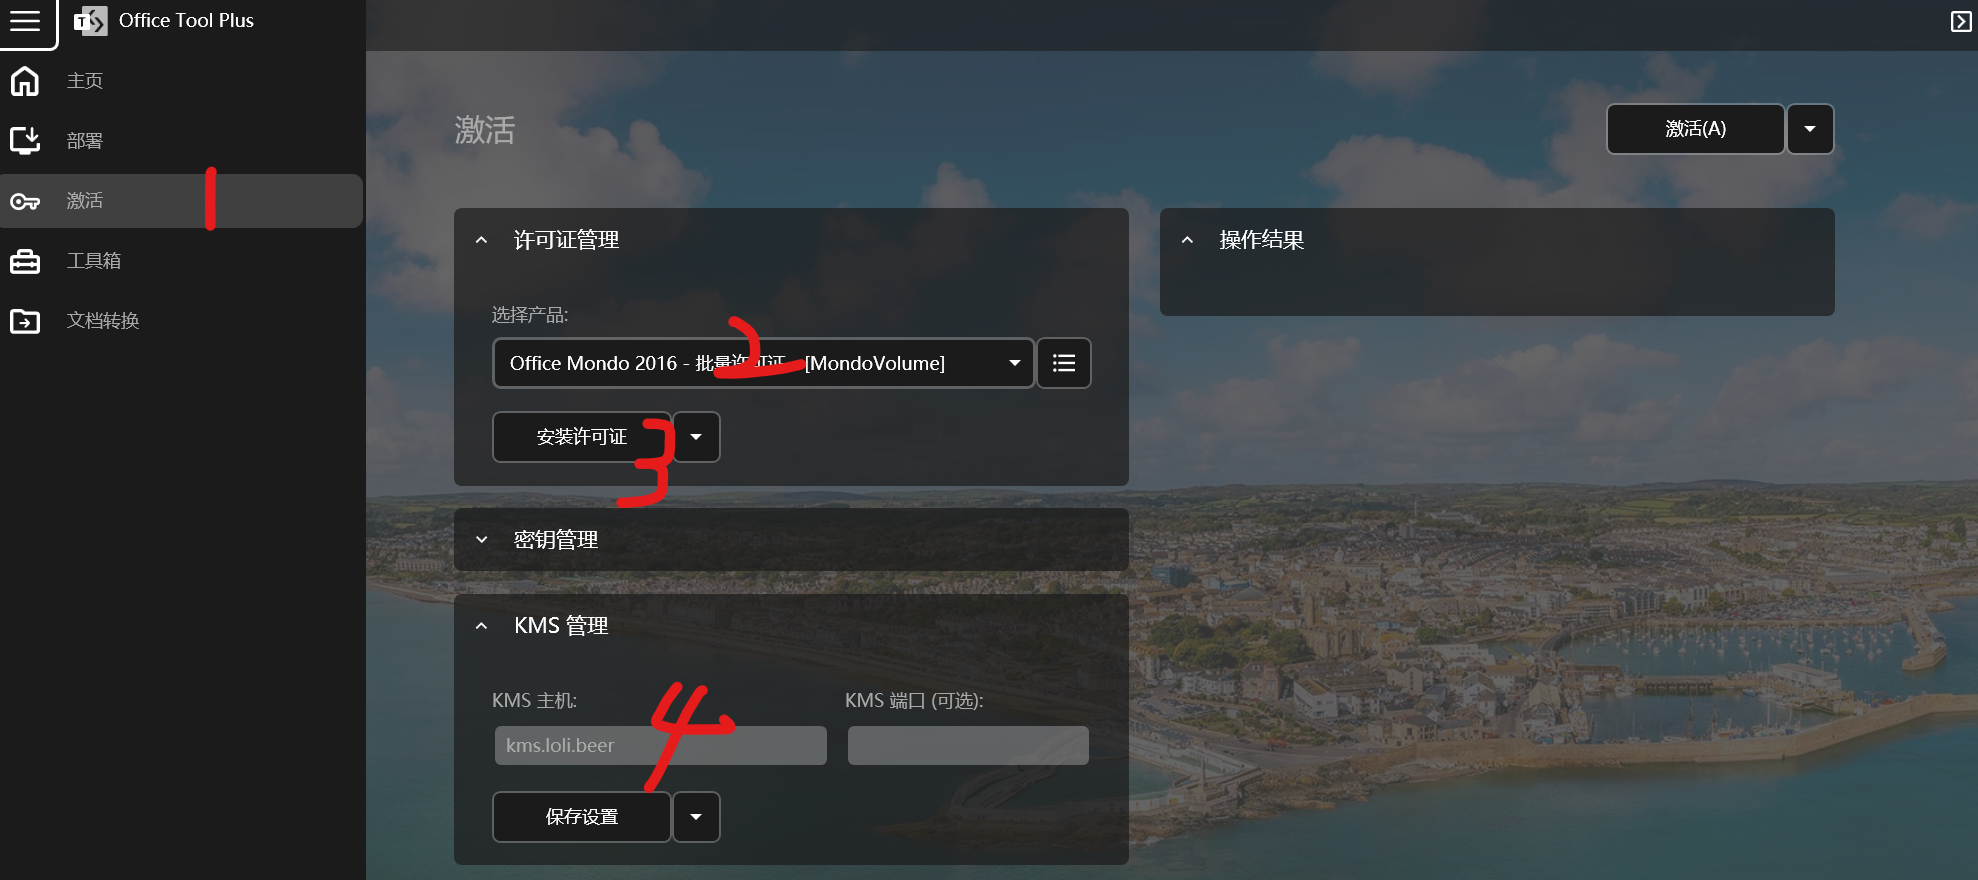 Office Tool Plus
主页
部署
激活
1
工具箱
文档转换
激活
激活(A)
许可证管理
选择产品:
Office Mondo 2016 - 批量许可证 - [MondoVolume]
2
安装许可证
3
密钥管理
KMS 管理
KMS 主机:
KMS 端口 (可选):
kms.loli.beer
4
保存设置
操作结果